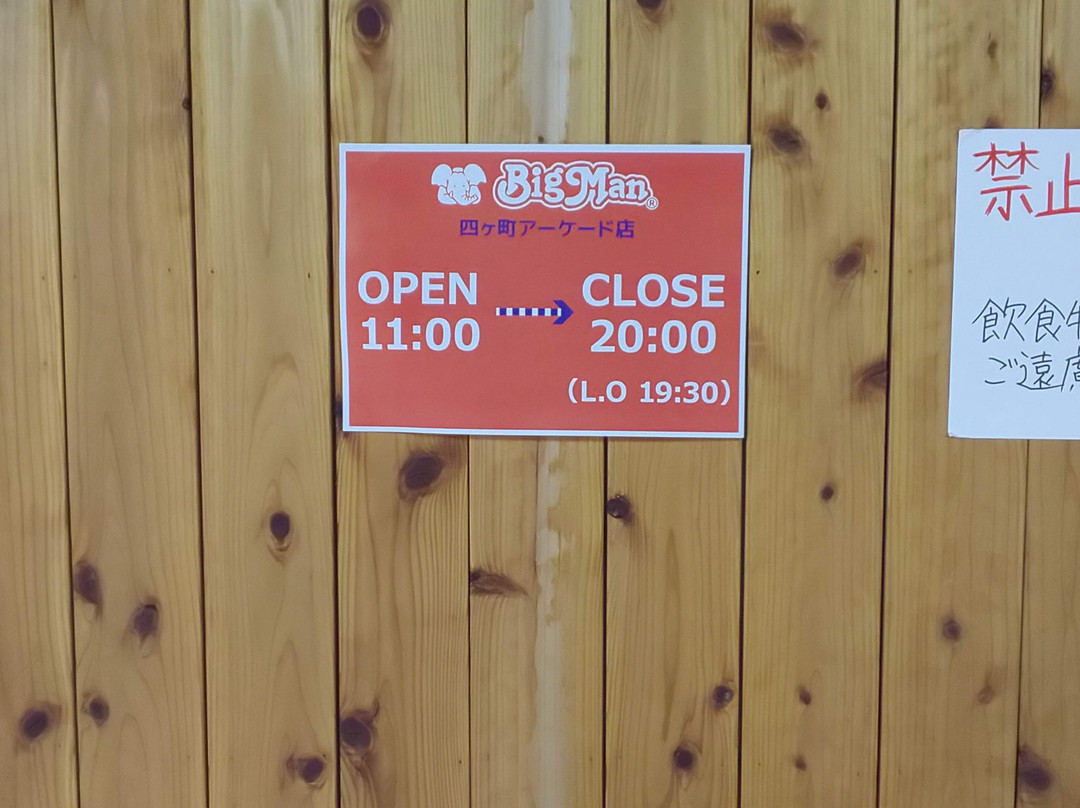 BigMan®
四ヶ町アーケード店
OPEN
11:00
CLOSE
20:00
(L.O 19:30)
禁止
飲食
ご遠慮